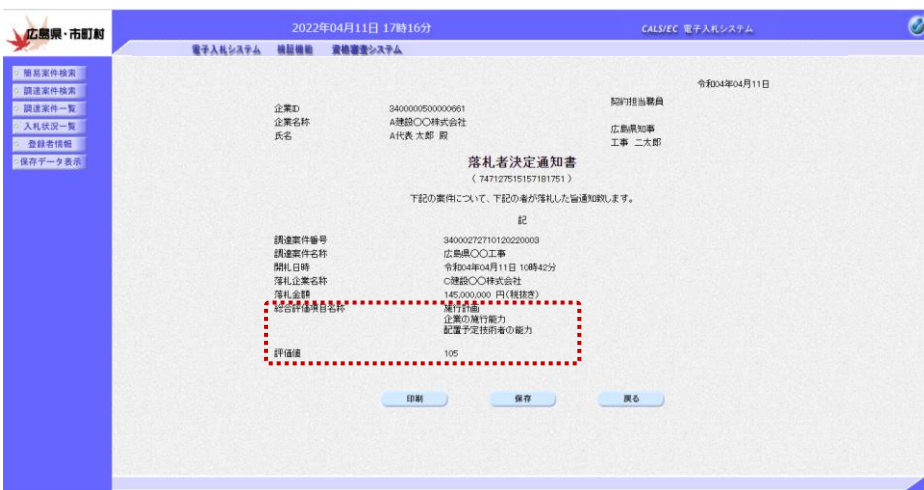 広島県・市町村
2022年04月11日 17時16分
CALS/EC 電子入札システム
電子入札システム 検証機能 資格審査システム
簡易案件検索
調達案件検索
調達案件一覧
入札状況一覧
登録者情報
保存データ表示
令和04年04月11日
企業ID 3400000500000661
契約担当職員
企業名称 A建設〇〇株式会社
広島県知事
氏名 A代表 太郎 殿
工事 二太郎
落札者決定通知書
( 747127515157181751 )
下記の案件について、下記の者が落札した旨通知致します。
記
調達案件番号 34000272710120220003
調達案件名称 広島県〇〇工事
開札日時 令和04年04月11日 10時42分
落札企業名称 C建設〇〇株式会社
落札金額 145,000,000 円(税抜き)
総合評価項目名称 施行計画
企業の施行能力
配置予定技術者の能力
評価値 105
印刷 保存 戻る